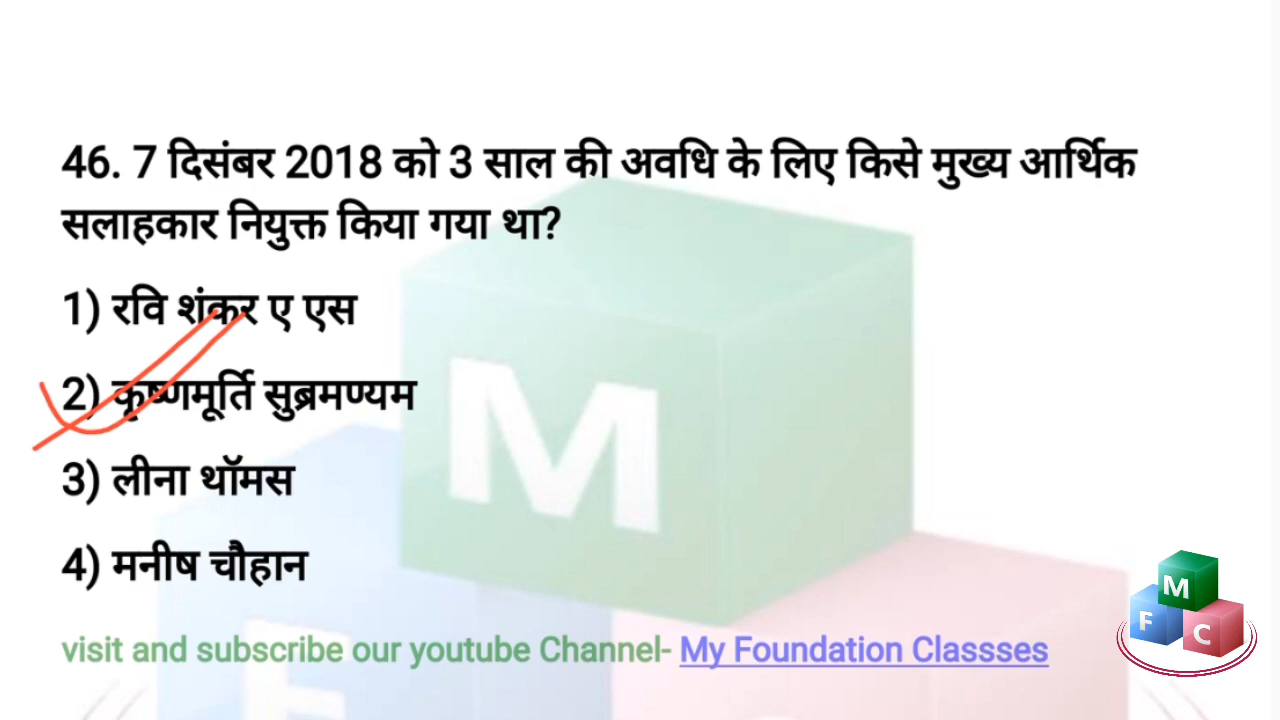 46. 7 दिसंबर 2018 को 3 साल की अवधि के लिए किसे मुख्य आर्थिक
सलाहकार नियुक्त किया गया था?
1) रवि शंकर ए एस
2) कृष्णमूर्ति सुब्रमण्यम
3) लीना थॉमस
4) मनीष चौहान
visit and subscribe our youtube Channel- My Foundation Classses
M
F
M
F
C